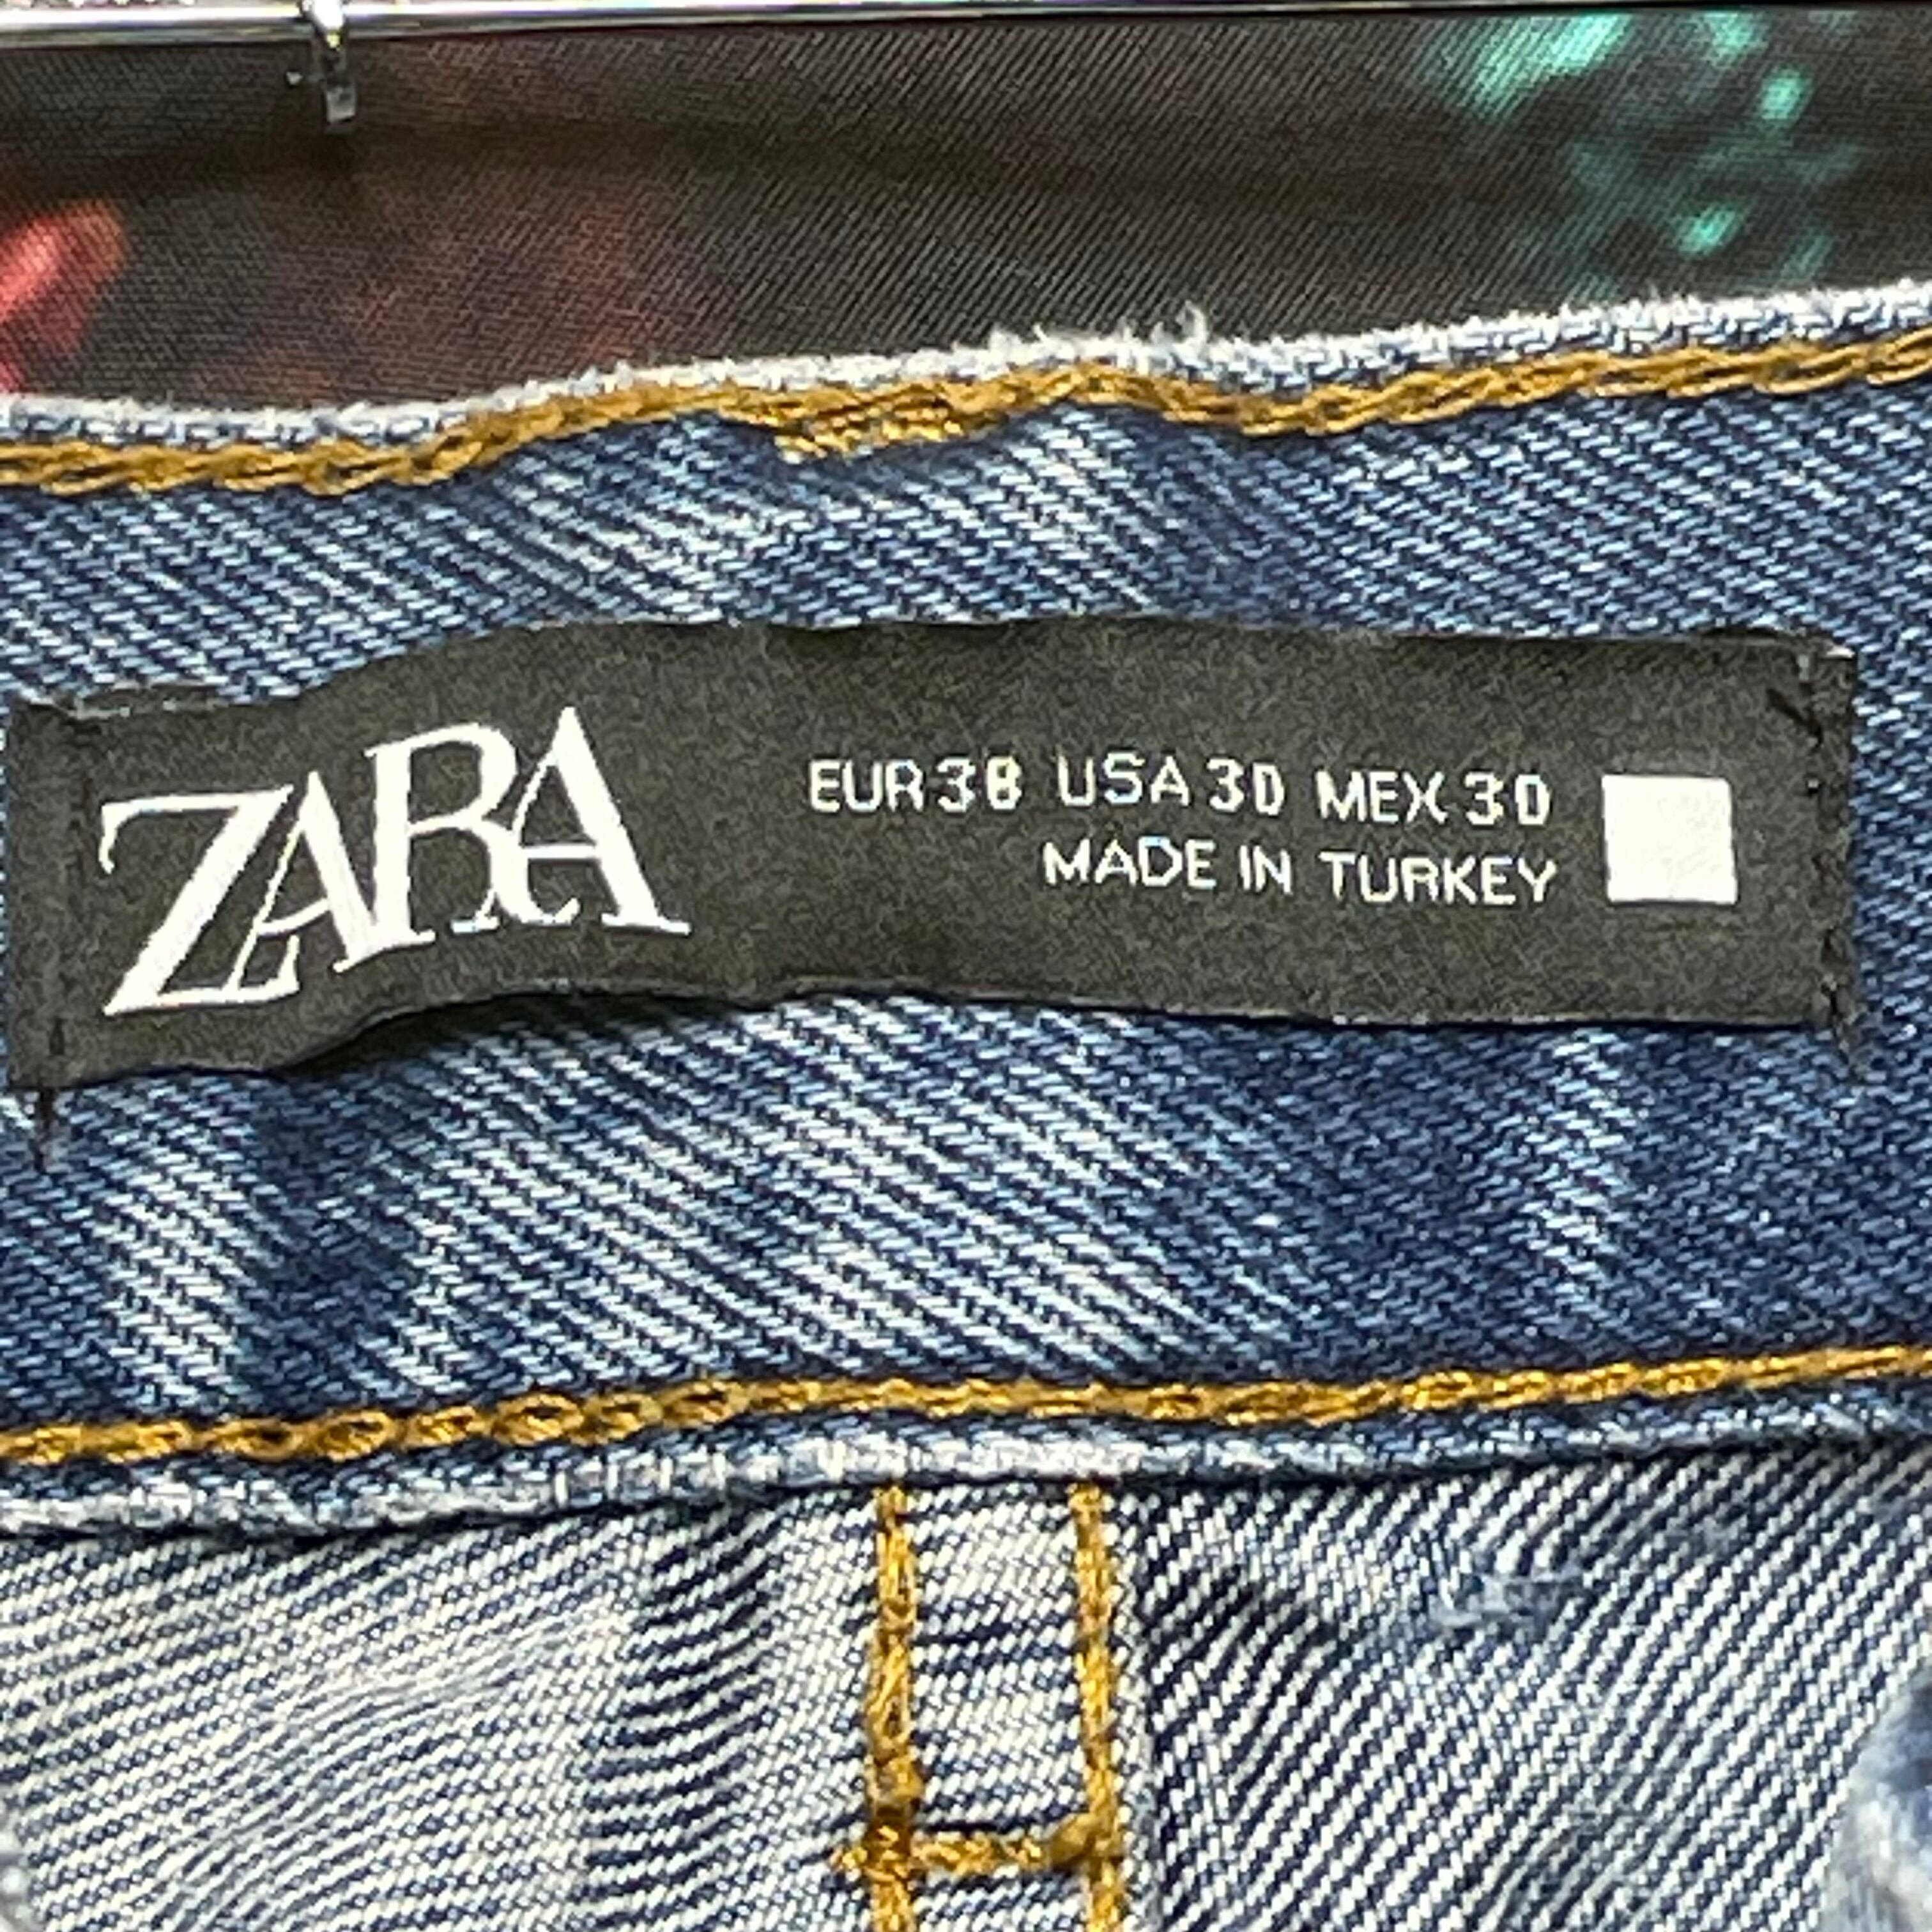 ZARA
EUR 38 USA 30 MEX 30
MADE IN TURKEY